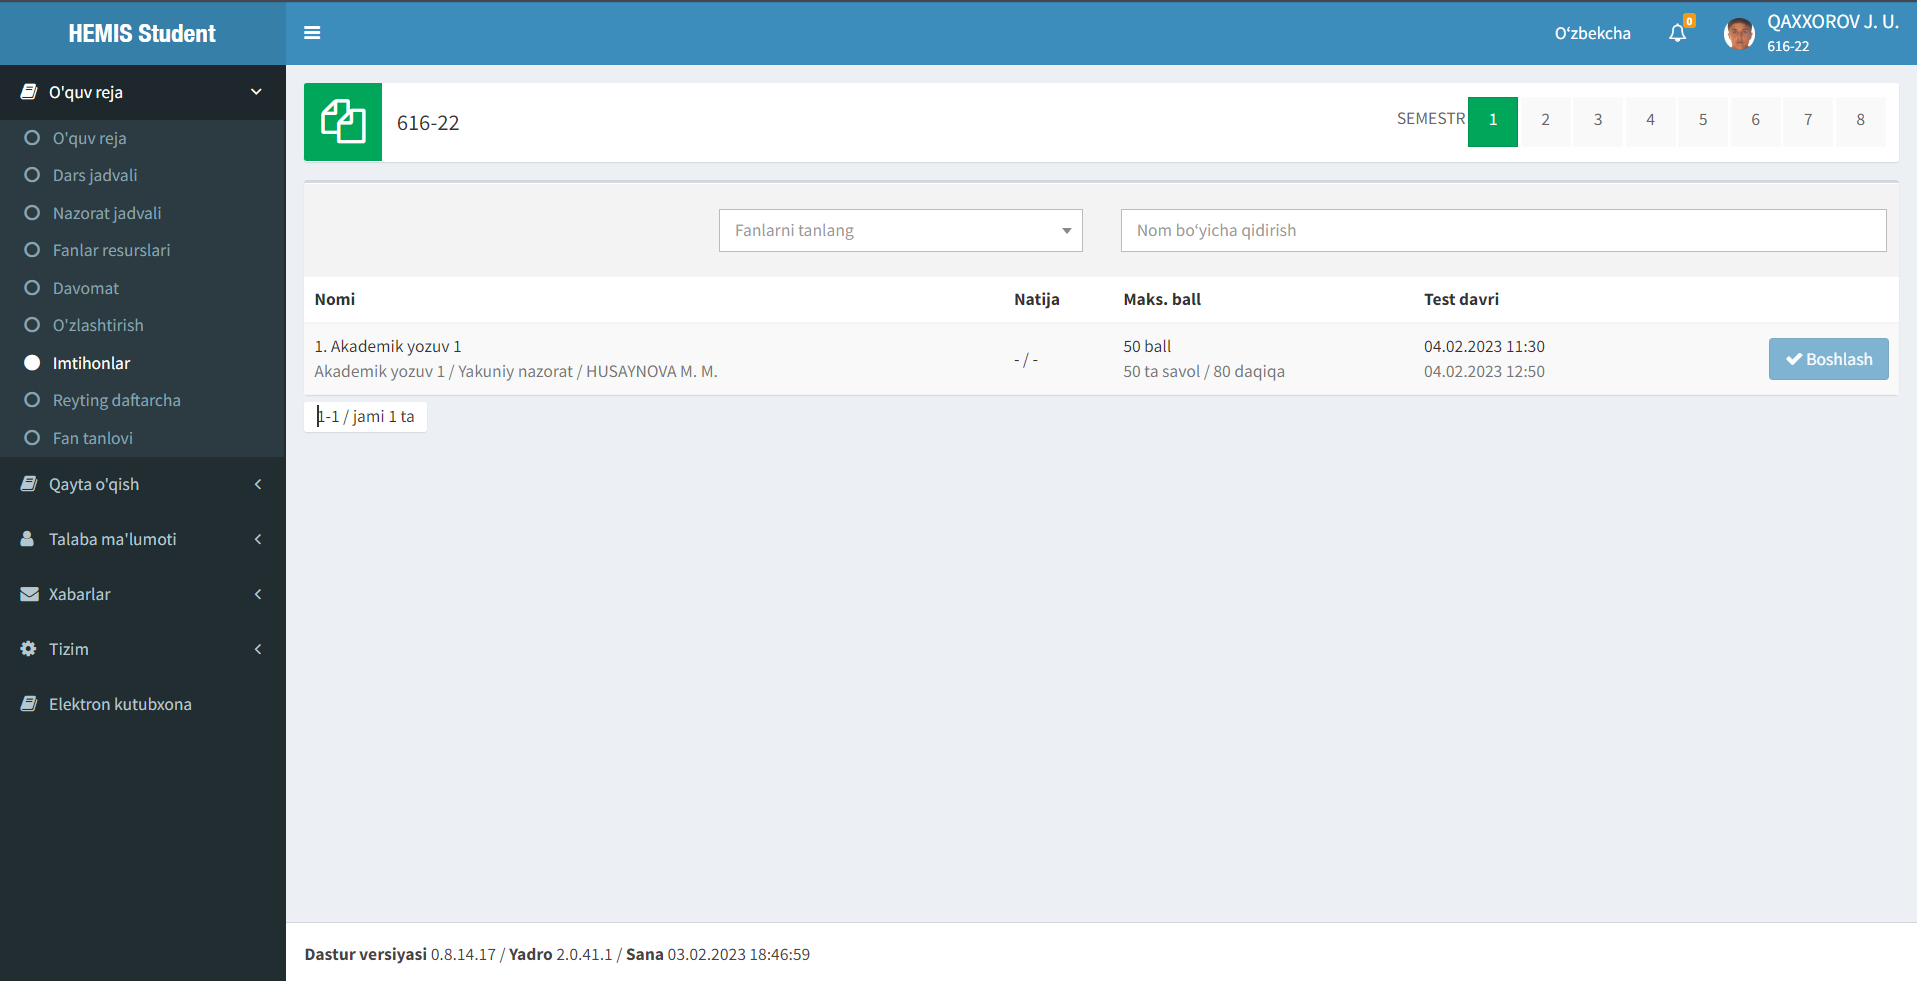 HEMIS Student
O‘zbekcha
0
QAXXOROV J. U.
616-22
O'quv reja
O'quv reja
Dars jadvali
Nazorat jadvali
Fanlar resurslari
Davomat
O'zlashtirish
Imtihonlar
Reyting daftarcha
Fan tanlovi
Qayta o'qish
Talaba ma'lumoti
Xabarlar
Tizim
Elektron kutubxona
616-22
SEMESTR 1 2 3 4 5 6 7 8
Fanlarni tanlang
Nom bo‘yicha qidirish
Nomi Natija Maks. ball Test davri
1. Akademik yozuv 1
Akademik yozuv 1 / Yakuniy nazorat / HUSAYNOVA M. M.
- / -
50 ball
50 ta savol / 80 daqiqa
04.02.2023 11:30
04.02.2023 12:50
Boshlash
1-1 / jami 1 ta
Dastur versiyasi 0.8.14.17 / Yadro 2.0.41.1 / Sana 03.02.2023 18:46:59